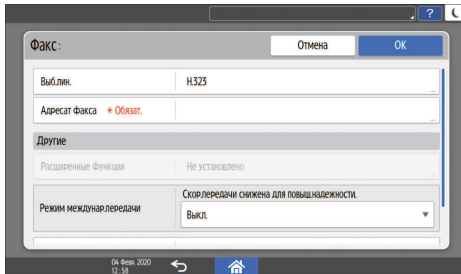 ?
Факс:
Отмена
OK
Выб.лин.
H.323
Адресат факса * Обязат.
Другие
Расширенные функции
Не установлено
Режим междунар.передачи
Скор.передачи снижена для повыш.надежности.
Выкл.
04 Февр. 2020
12:58